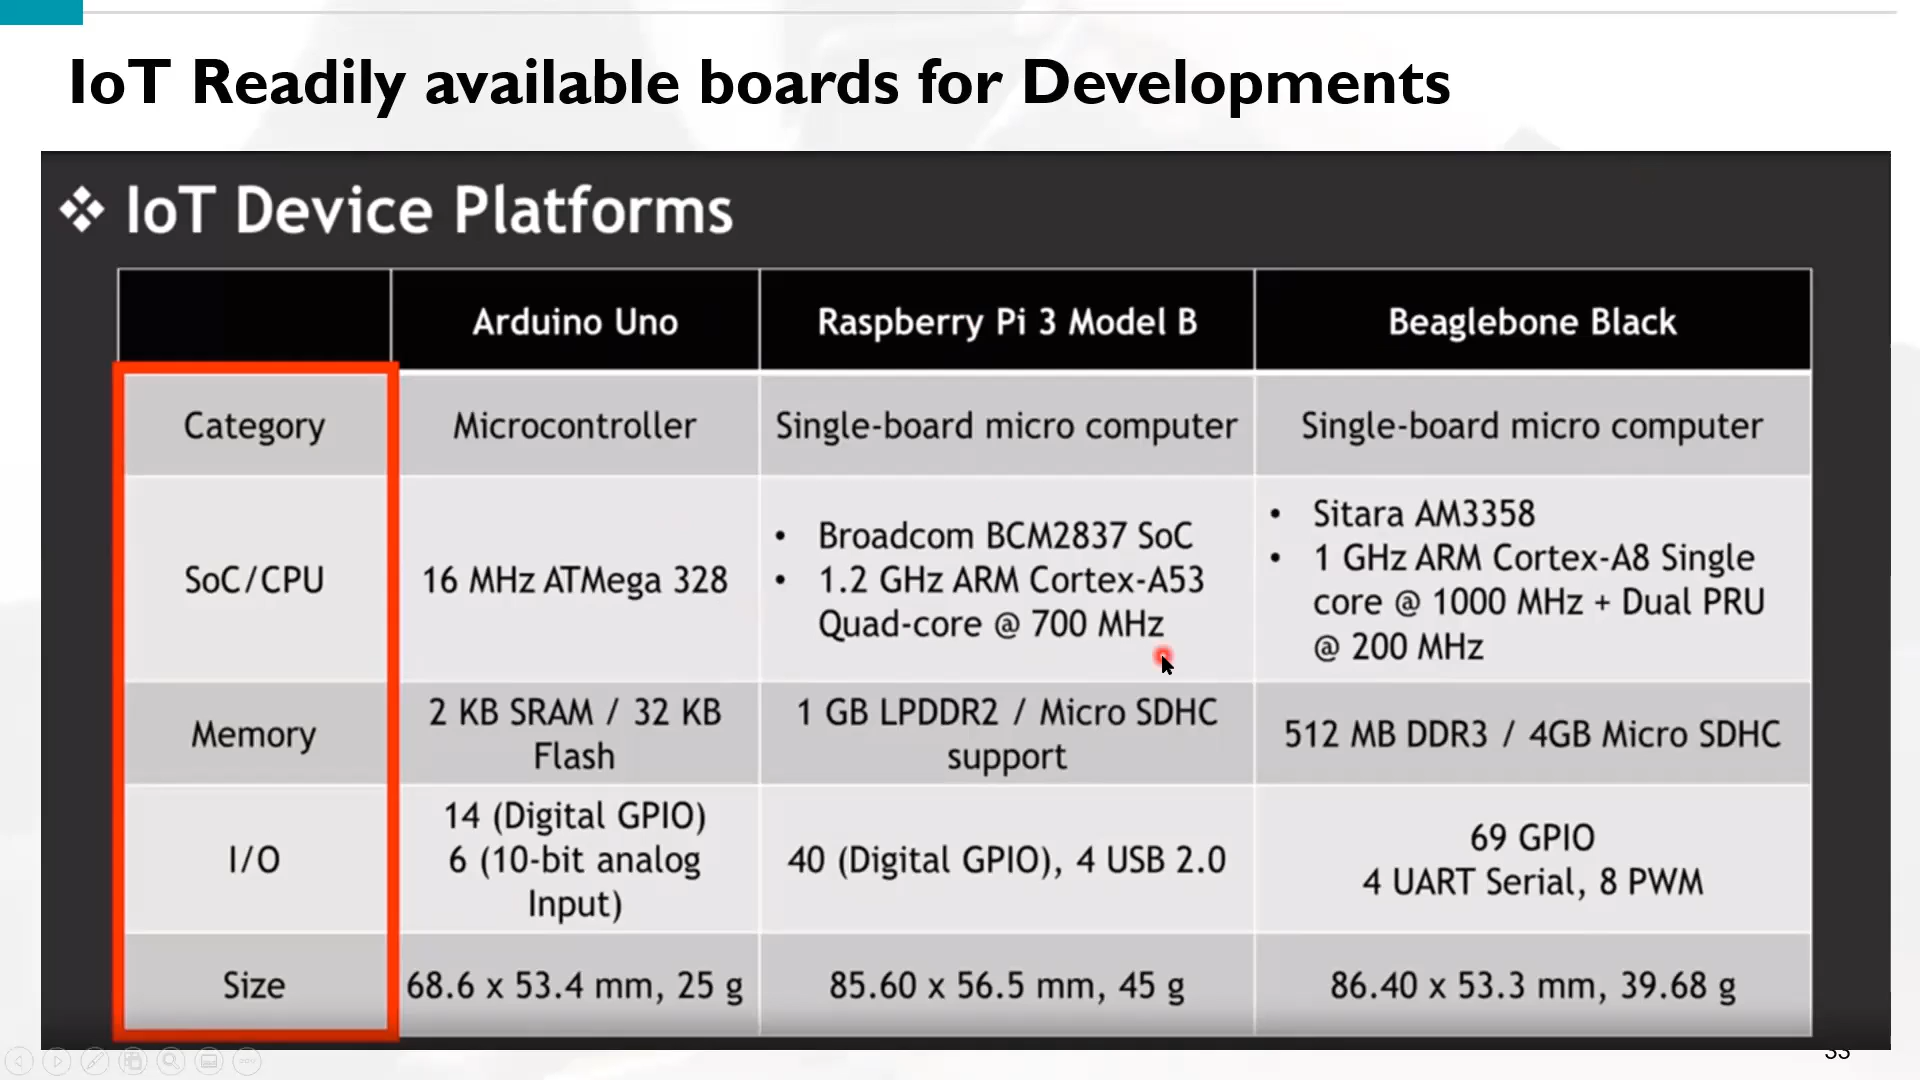 IoT Readily available boards for Developments
❖ IoT Device Platforms
Arduino Uno
Raspberry Pi 3 Model B
Beaglebone Black
Category
Microcontroller
Single-board micro computer
Single-board micro computer
SoC/CPU
16 MHz ATMega 328
• Broadcom BCM2837 SoC
• 1.2 GHz ARM Cortex-A53
Quad-core @ 700 MHz
• Sitara AM3358
• 1 GHz ARM Cortex-A8 Single
core @ 1000 MHz + Dual PRU
@ 200 MHz
Memory
2 KB SRAM / 32 KB
Flash
1 GB LPDDR2 / Micro SDHC
support
512 MB DDR3 / 4GB Micro SDHC
I/O
14 (Digital GPIO)
6 (10-bit analog
Input)
40 (Digital GPIO), 4 USB 2.0
69 GPIO
4 UART Serial, 8 PWM
Size
68.6 x 53.4 mm, 25 g
85.60 x 56.5 mm, 45 g
86.40 x 53.3 mm, 39.68 g